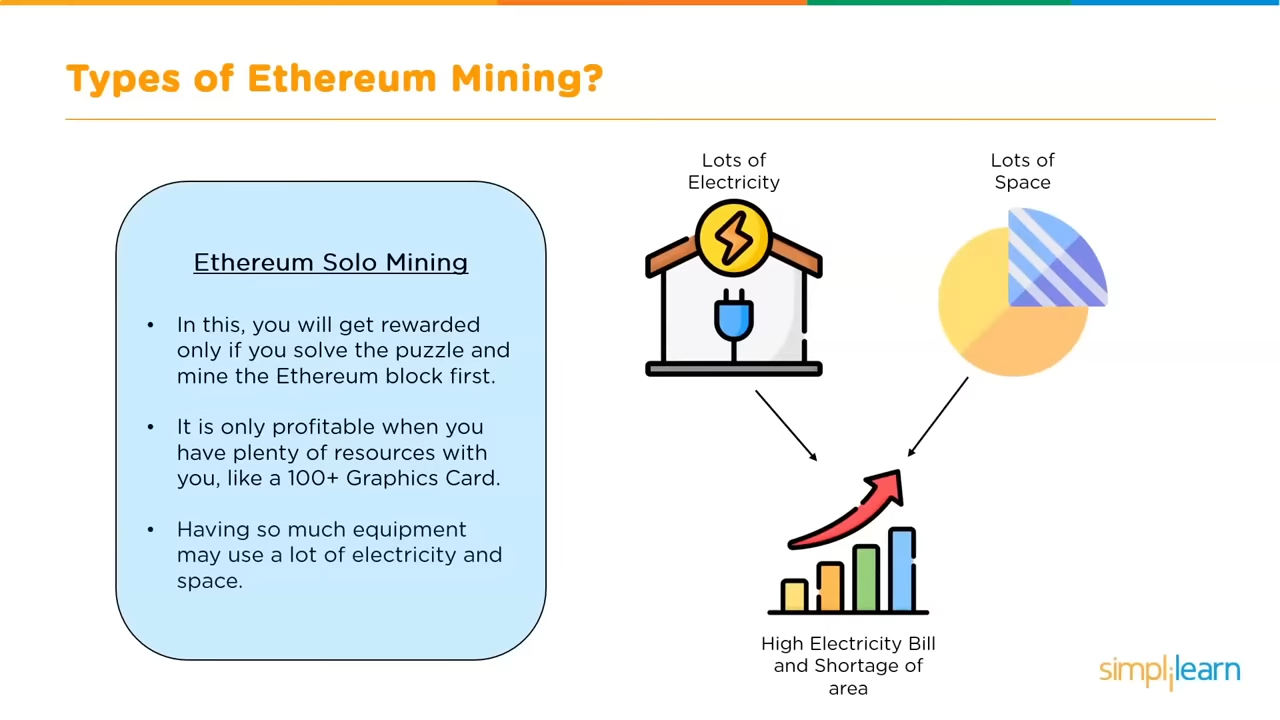 Types of Ethereum Mining?
Ethereum Solo Mining
• In this, you will get rewarded
only if you solve the puzzle and
mine the Ethereum block first.
• It is only profitable when you
have plenty of resources with
you, like a 100+ Graphics Card.
• Having so much equipment
may use a lot of electricity and
space.
Lots of
Electricity
Lots of
Space
High Electricity Bill
and Shortage of
area
simplilearn